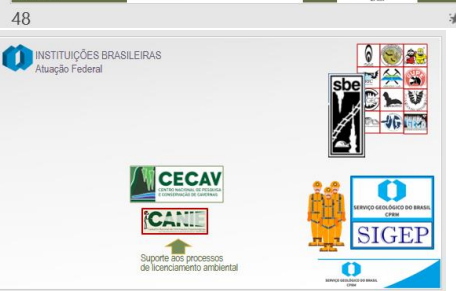 48
INSTITUIÇÕES BRASILEIRAS
Atuação Federal
sbe
CECAV
CENTRO NACIONAL DE PESQUISA
E CONSERVAÇÃO DE CAVERNAS
CANIE
Suporte aos processos
de licenciamento ambiental
SERVIÇO GEOLÓGICO DO BRASIL
CPRM
SIGEP
SERVIÇO GEOLÓGICO DO BRASIL
CPRM